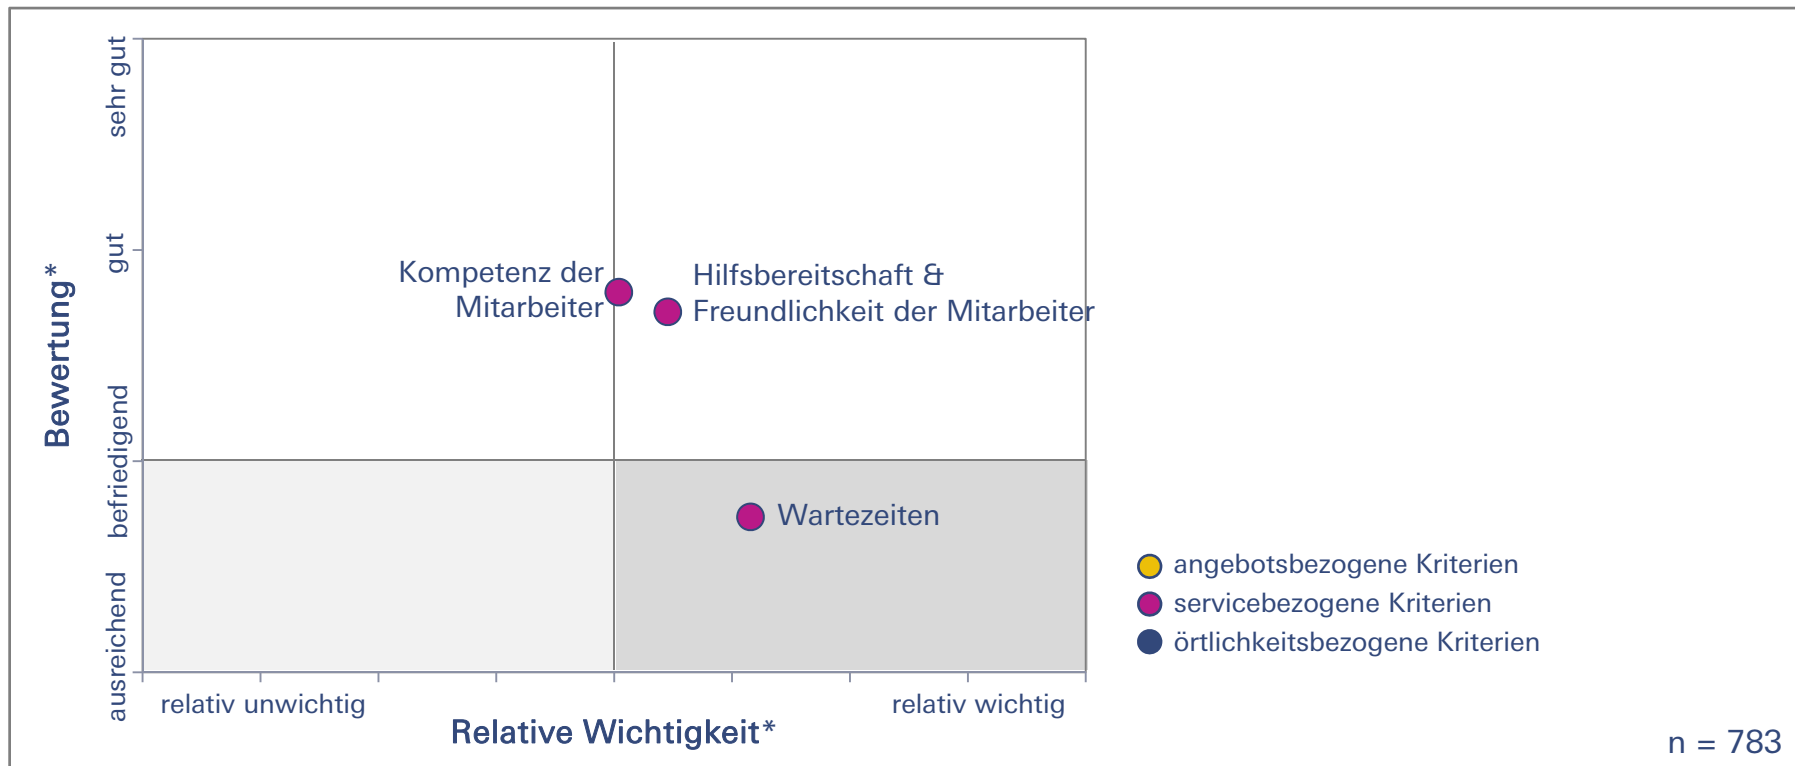 sehr gut
gut
befriedigend
ausreichend
Bewertung*
Kompetenz der
Mitarbeiter
Hilfsbereitschaft &
Freundlichkeit der Mitarbeiter
Wartezeiten
angebotsbezogene Kriterien
servicebezogene Kriterien
örtlichkeitsbezogene Kriterien
relativ unwichtig
relativ wichtig
Relative Wichtigkeit*
n = 783